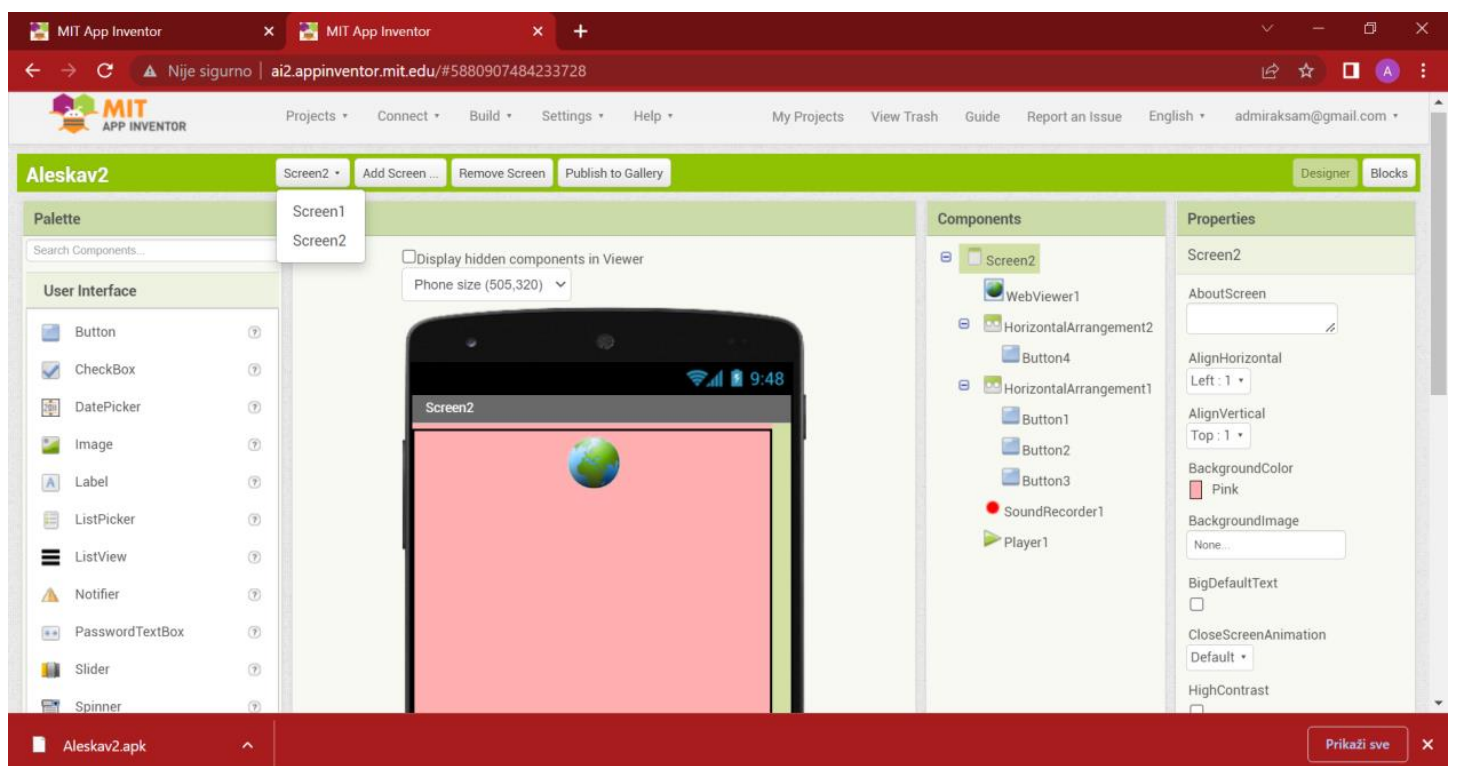 MIT App Inventor
MIT App Inventor
Nije sigurno
ai2.appinventor.mit.edu/#5880907484233728
A
MIT
APP INVENTOR
Projects
Connect
Build
Settings
Help
My Projects
View Trash
Guide
Report an Issue
English
admiraksam@gmail.com
Aleskav2
Screen2
Add Screen ...
Remove Screen
Publish to Gallery
Designer
Blocks
Screen1
Screen2
Palette
Search Components...
User Interface
Button
CheckBox
DatePicker
Image
Label
ListPicker
ListView
Notifier
PasswordTextBox
Slider
Spinner
Display hidden components in Viewer
Phone size (505,320)
9:48
Screen2
Components
Screen2
WebViewer1
HorizontalArrangement2
Button4
HorizontalArrangement1
Button1
Button2
Button3
SoundRecorder1
Player1
Properties
Screen2
AboutScreen
AlignHorizontal
Left : 1
AlignVertical
Top : 1
BackgroundColor
Pink
BackgroundImage
None...
BigDefaultText
CloseScreenAnimation
Default
HighContrast
Aleskav2.apk
Prikaži sve